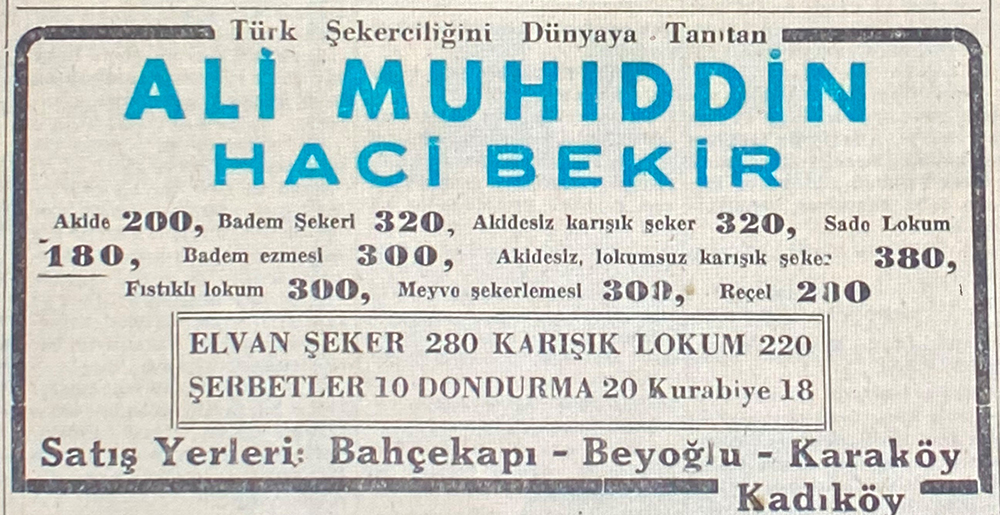 Türk Şekerciliğini Dünyaya Tanıtan
ALİ MUHIDDİN
HACİ BEKİR
Akide 200, Badem Şekeri 320, Akidesiz karışık şeker 320, Sade Lokum
180, Badem ezmesi 300, Akidesiz, lokumsuz karışık şeker 380,
Fıstıklı lokum 300, Meyve şekerlemesi 300, Reçel
ELVAN ŞEKER 280 KARIŞIK LOKUM 220
ŞERBETLER 10 DONDURMA 20 Kurabiye 18
Satış Yerleri: Bahçekapı - Beyoğlu - Karaköy
Kadıköy